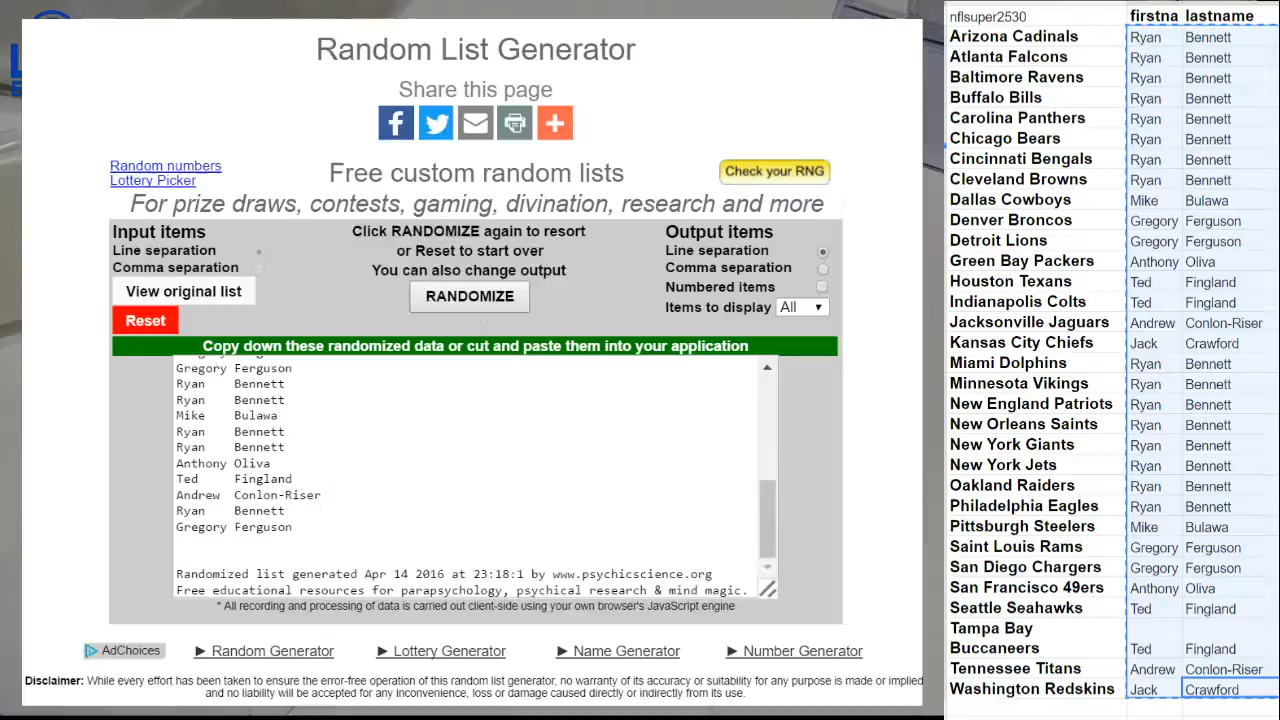 Random List Generator
Share this page
Random numbers
Lottery Picker
Free custom random lists
Check your RNG
For prize draws, contests, gaming, divination, research and more
Input items
Line separation
Comma separation
View original list
Reset
Click RANDOMIZE again to resort
or Reset to start over
You can also change output
RANDOMIZE
Output items
Line separation
Comma separation
Numbered items
Items to display All
Copy down these randomized data or cut and paste them into your application
Gregory Ferguson
Ryan Bennett
Ryan Bennett
Mike Bulawa
Ryan Bennett
Ryan Bennett
Anthony Oliva
Ted Fingland
Andrew Conlon-Riser
Ryan Bennett
Gregory Ferguson
Randomized list generated Apr 14 2016 at 23:18:1 by www.psychicscience.org
Free educational resources for parapsychology, psychical research & mind magic.
* All recording and processing of data is carried out client-side using your own browser's JavaScript engine
AdChoices
► Random Generator
► Lottery Generator
► Name Generator
► Number Generator
Disclaimer: While every effort has been taken to ensure the error-free operation of this random list generator, no warranty of its accuracy or suitability for any purpose is made or implied
and no liability will be accepted for any inconvenience, loss or damage caused directly or indirectly from its use.
nflsuper2530 firstna lastname
Arizona Cadinals Ryan Bennett
Atlanta Falcons Ryan Bennett
Baltimore Ravens Ryan Bennett
Buffalo Bills Ryan Bennett
Carolina Panthers Ryan Bennett
Chicago Bears Ryan Bennett
Cincinnati Bengals Ryan Bennett
Cleveland Browns Ryan Bennett
Dallas Cowboys Mike Bulawa
Denver Broncos Gregory Ferguson
Detroit Lions Gregory Ferguson
Green Bay Packers Anthony Oliva
Houston Texans Ted Fingland
Indianapolis Colts Ted Fingland
Jacksonville Jaguars Andrew Conlon-Riser
Kansas City Chiefs Jack Crawford
Miami Dolphins Ryan Bennett
Minnesota Vikings Ryan Bennett
New England Patriots Ryan Bennett
New Orleans Saints Ryan Bennett
New York Giants Ryan Bennett
New York Jets Ryan Bennett
Oakland Raiders Ryan Bennett
Philadelphia Eagles Ryan Bennett
Pittsburgh Steelers Mike Bulawa
Saint Louis Rams Gregory Ferguson
San Diego Chargers Gregory Ferguson
San Francisco 49ers Anthony Oliva
Seattle Seahawks Ted Fingland
Tampa Bay
Buccaneers Ted Fingland
Tennessee Titans Andrew Conlon-Riser
Washington Redskins Jack Crawford